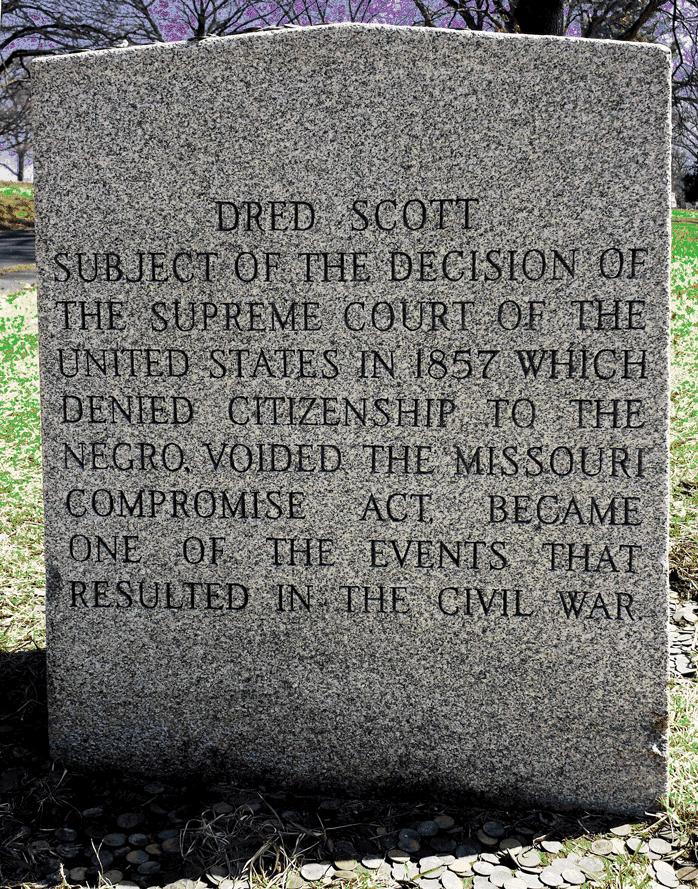 DRED SCOTT
SUBJECT OF THE DECISION OF
THE SUPREME COURT OF THE
UNITED STATES IN 1857 WHICH
DENIED CITIZENSHIP TO THE
NEGRO, VOIDED THE MISSOURI
COMPROMISE ACT, BECAME
ONE OF THE EVENTS THAT
RESULTED IN THE CIVIL WAR.